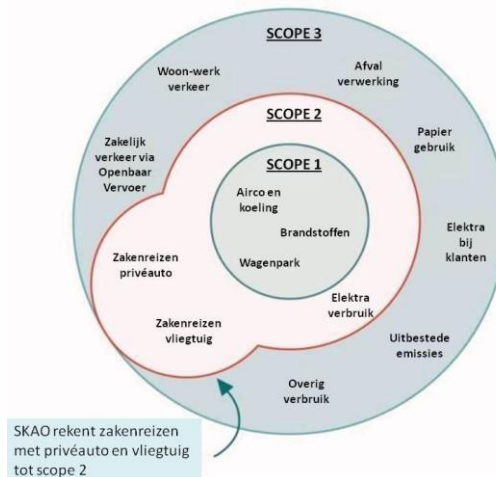 SCOPE 3
Woon-werk
verkeer
Afval
verwerking
SCOPE 2
Papier
gebruik
Zakelijk
verkeer via
Openbaar
Vervoer
SCOPE 1
Airco en
koeling
Brandstoffen
Wagenpark
Elektra
bij
klanten
Zakenreizen
privéauto
Elektra
verbruik
Zakenreizen
vliegtuig
Uitbestede
emissies
Overig
verbruik
SKAO rekent zakenreizen
met privéauto en vliegtuig
tot scope 2